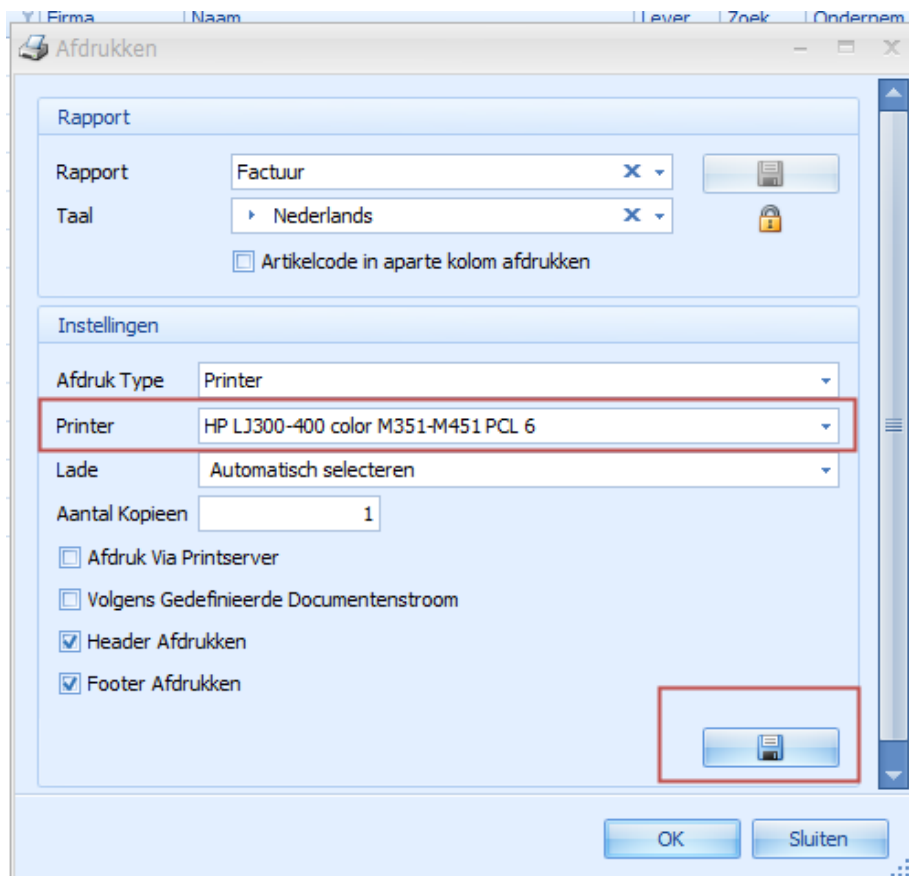 Firma Naam Lever Zoek Ondernem
Afdrukken
Rapport
Rapport Factuur
Taal Nederlands
Artikelcode in aparte kolom afdrukken
Instellingen
Afdruk Type Printer
Printer HP LJ300-400 color M351-M451 PCL 6
Lade Automatisch selecteren
Aantal Kopieen 1
Afdruk Via Printserver
Volgens Gedefinieerde Documentenstroom
Header Afdrukken
Footer Afdrukken
OK Sluiten